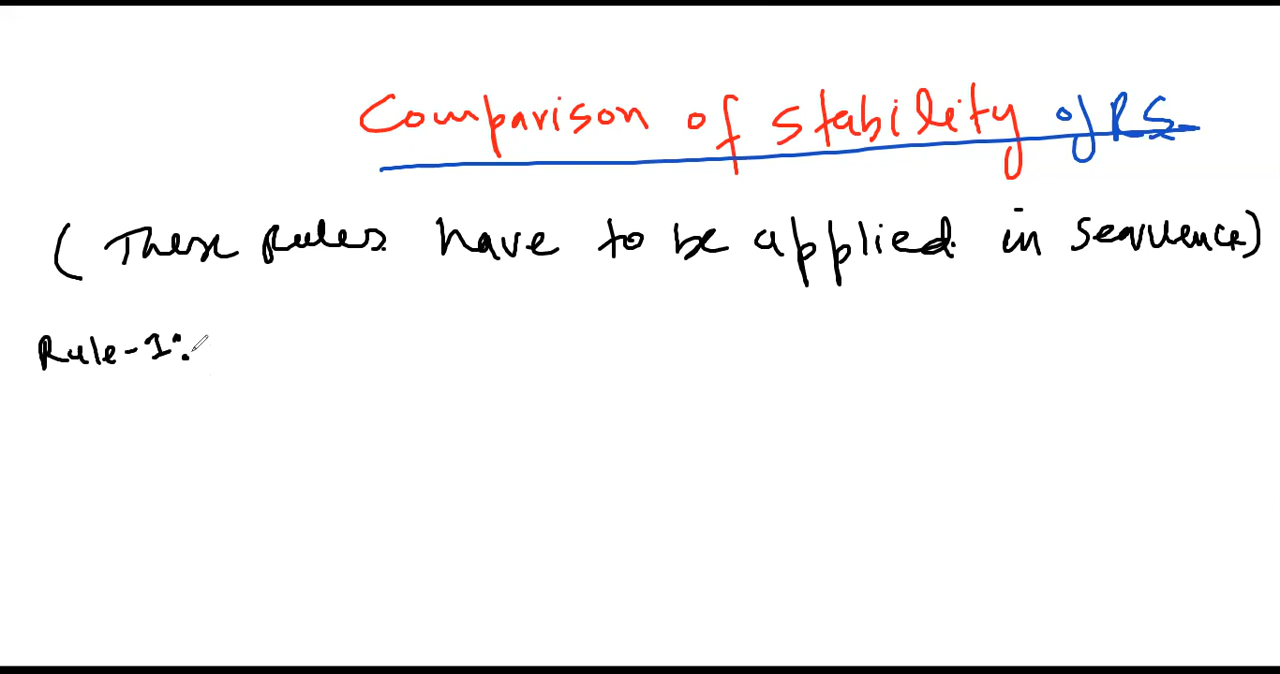 Comparison of stability of RS
(These Rules have to be applied in sequence)
Rule-1: